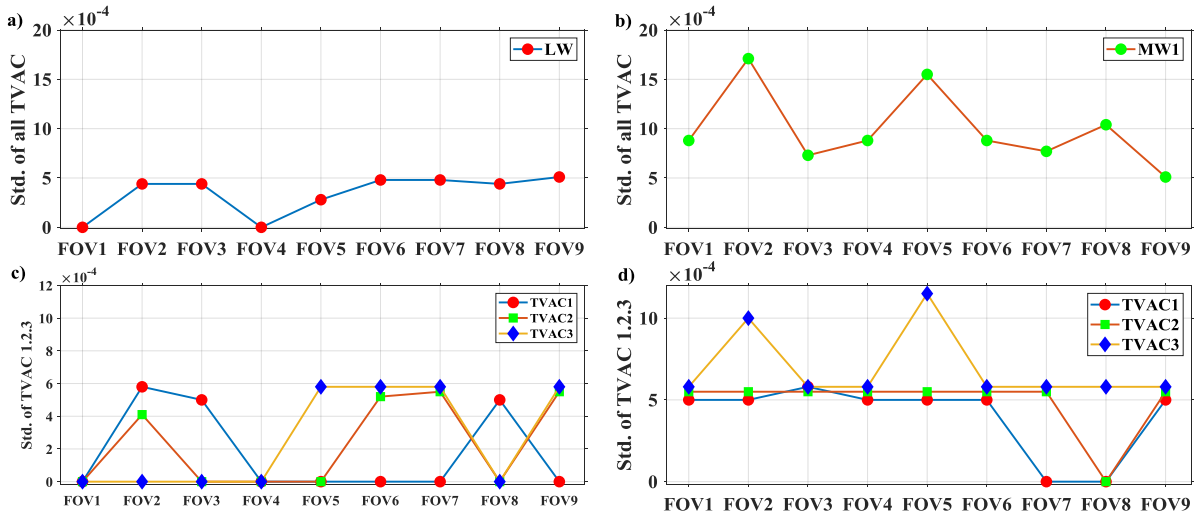 a)
×10-4
20
15
10
5
0
Std. of all TVAC
LW
FOV1 FOV2 FOV3 FOV4 FOV5 FOV6 FOV7 FOV8 FOV9
b)
×10-4
20
15
10
5
0
Std. of all TVAC
MW1
FOV1 FOV2 FOV3 FOV4 FOV5 FOV6 FOV7 FOV8 FOV9
c)
×10-4
12
10
8
6
4
2
0
Std. of TVAC 1.2.3
TVAC1
TVAC2
TVAC3
FOV1 FOV2 FOV3 FOV4 FOV5 FOV6 FOV7 FOV8 FOV9
d)
×10-4
10
5
0
Std. of TVAC 1.2.3
TVAC1
TVAC2
TVAC3
FOV1 FOV2 FOV3 FOV4 FOV5 FOV6 FOV7 FOV8 FOV9